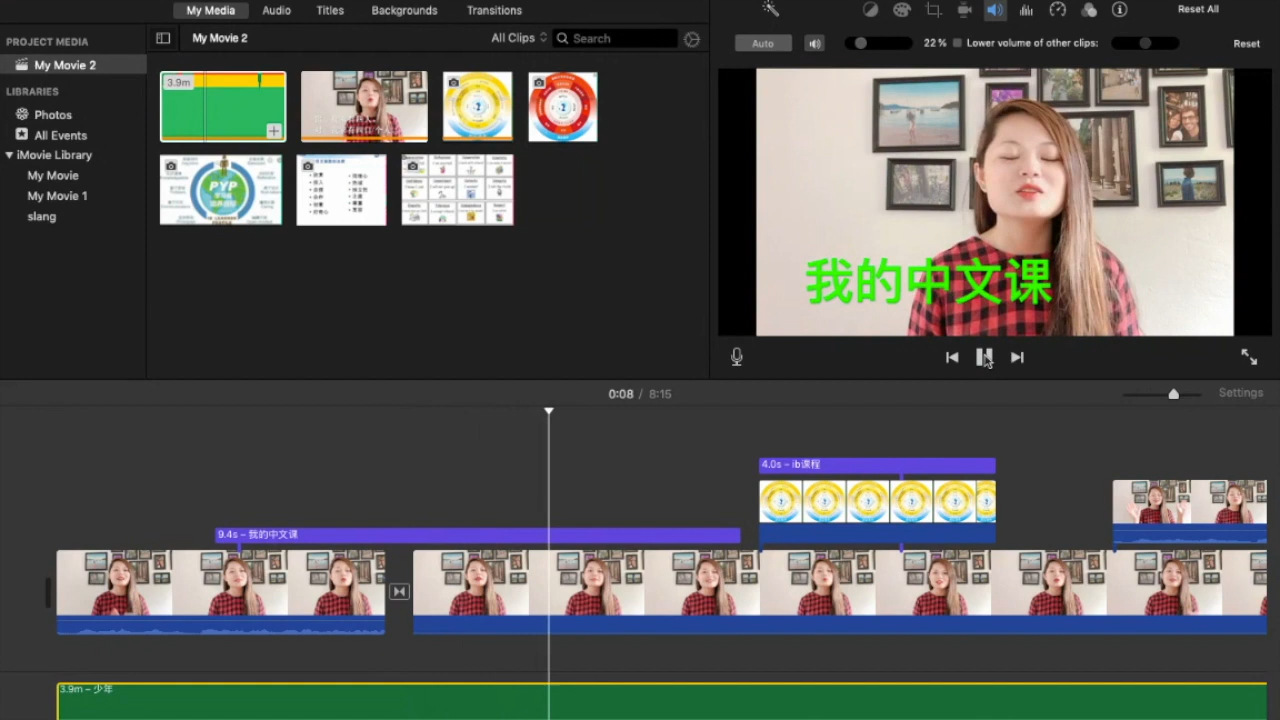 My Media Audio Titles Backgrounds Transitions
Reset All
PROJECT MEDIA
My Movie 2
All Clips
Search
Auto
22 %
Lower volume of other clips:
Reset
My Movie 2
LIBRARIES
Photos
All Events
iMovie Library
My Movie
My Movie 1
slang
3.9m
PYP
我的中文课
0:08 / 8:15
Settings
4.0s – ib课程
9.4s – 我的中文课
3.9m – 少年